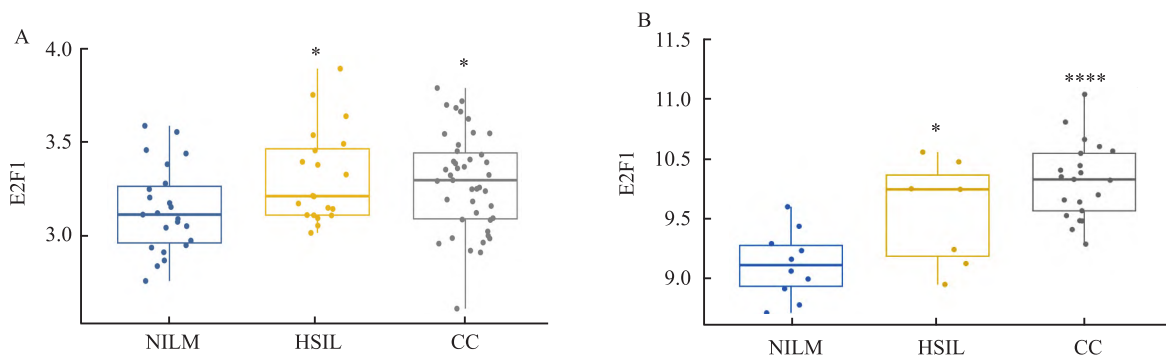 A
E2F1
4.0
3.5
3.0
*
*
NILM
HSIL
CC
B
E2F1
11.5
11.0
10.5
9.5
9.0
*
****
NILM
HSIL
CC